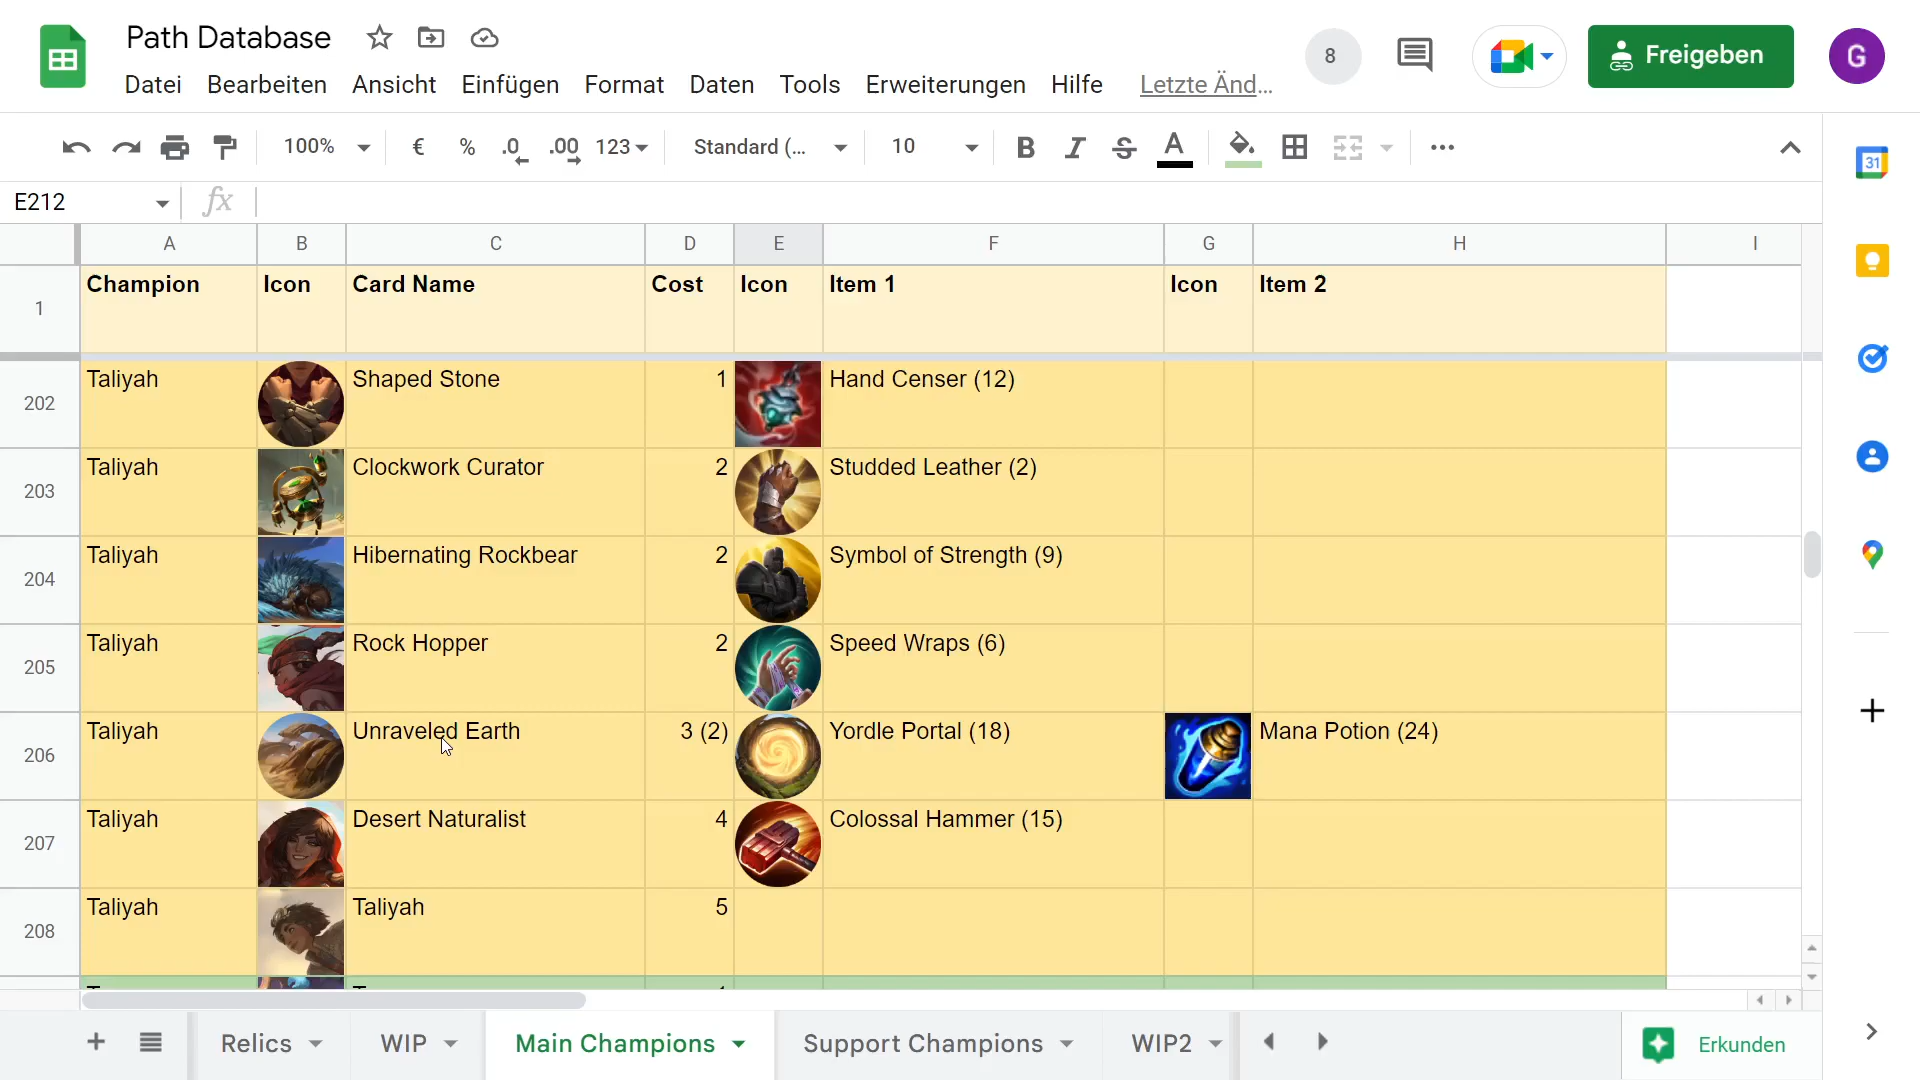 Path Database
8
Freigeben
G
Datei Bearbeiten Ansicht Einfügen Format Daten Tools Erweiterungen Hilfe Letzte Änd...
100% € % .0 .00 123 Standard (... 10 B I S A
31
E212 fx
A B C D E F G H I
1 Champion Icon Card Name Cost Icon Item 1 Icon Item 2
202 Taliyah Shaped Stone 1 Hand Censer (12)
203 Taliyah Clockwork Curator 2 Studded Leather (2)
204 Taliyah Hibernating Rockbear 2 Symbol of Strength (9)
205 Taliyah Rock Hopper 2 Speed Wraps (6)
206 Taliyah Unraveled Earth 3 (2) Yordle Portal (18) Mana Potion (24)
207 Taliyah Desert Naturalist 4 Colossal Hammer (15)
208 Taliyah Taliyah 5
Relics WIP Main Champions Support Champions WIP2 Erkunden